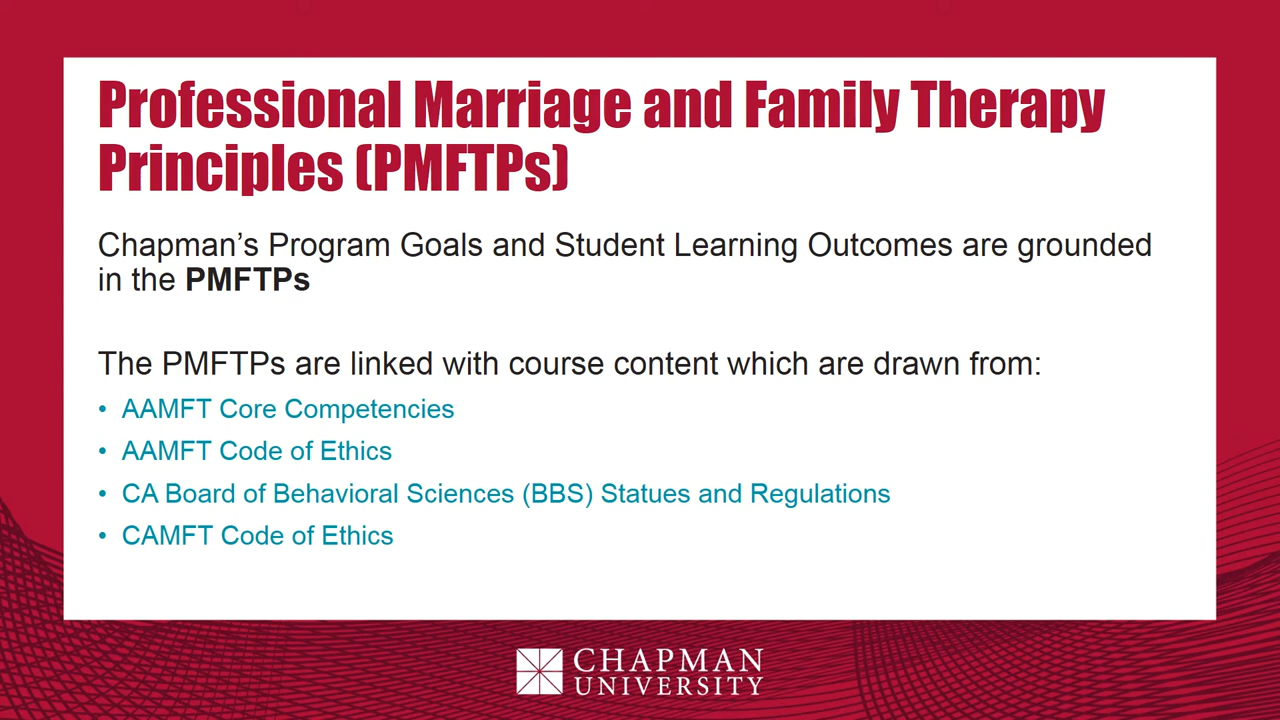 Professional Marriage and Family Therapy
Principles (PMFTPs)
Chapman’s Program Goals and Student Learning Outcomes are grounded
in the PMFTPs
The PMFTPs are linked with course content which are drawn from:
• AAMFT Core Competencies
• AAMFT Code of Ethics
• CA Board of Behavioral Sciences (BBS) Statues and Regulations
• CAMFT Code of Ethics
CHAPMAN
UNIVERSITY